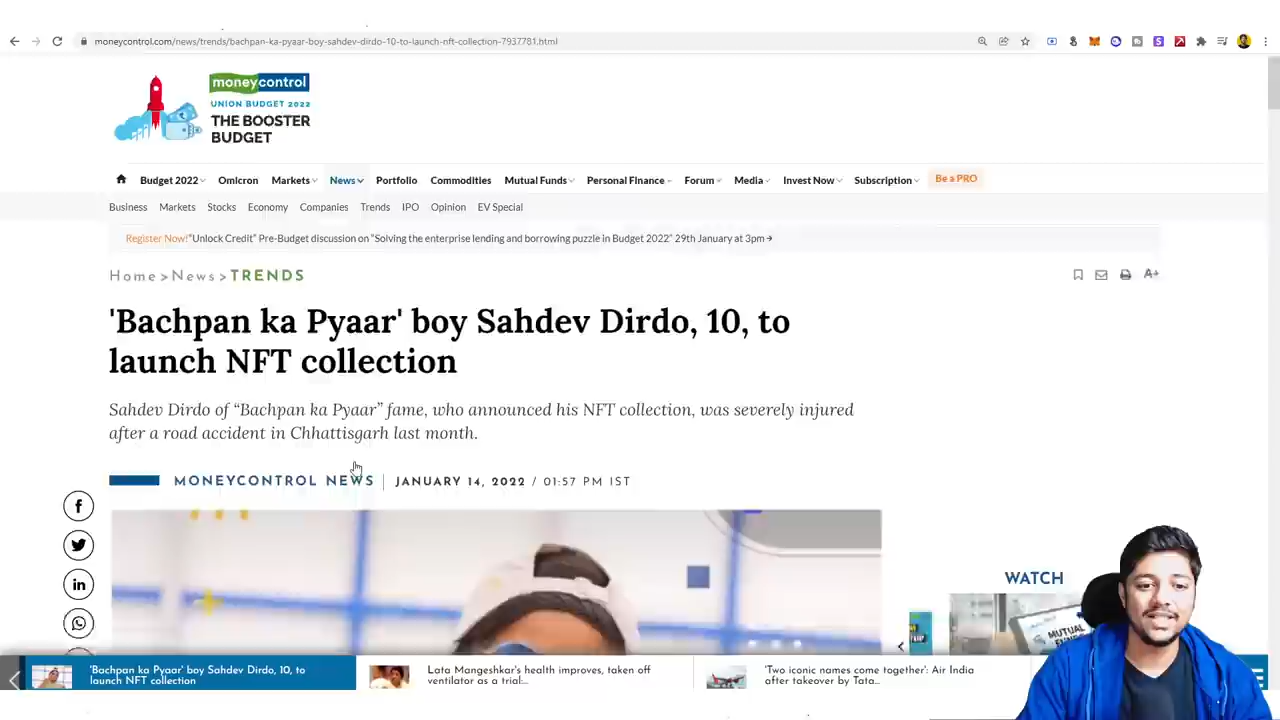 moneycontrol.com/news/trends/bachpan-ka-pyaar-boy-sahdev-dirdo-10-to-launch-nft-collection-7937781.html
moneycontrol
UNION BUDGET 2022
THE BOOSTER
BUDGET
Budget 2022 Omicron Markets News Portfolio Commodities Mutual Funds Personal Finance Forum Media Invest Now Subscription Be a PRO
Business Markets Stocks Economy Companies Trends IPO Opinion EV Special
Register Now! "Unlock Credit" Pre-Budget discussion on "Solving the enterprise lending and borrowing puzzle in Budget 2022" 29th January at 3pm
Home > News > TRENDS
A+
'Bachpan ka Pyaar' boy Sahdev Dirdo, 10, to
launch NFT collection
Sahdev Dirdo of “Bachpan ka Pyaar” fame, who announced his NFT collection, was severely injured
after a road accident in Chhattisgarh last month.
MONEYCONTROL NEWS | JANUARY 14, 2022 / 01:57 PM IST
WATCH
MUTUAL
'Bachpan ka Pyaar' boy Sahdev Dirdo, 10, to
launch NFT collection
Lata Mangeshkar's health improves, taken off
ventilator as a trial:..
'Two iconic names come together': Air India
after takeover by Tata...